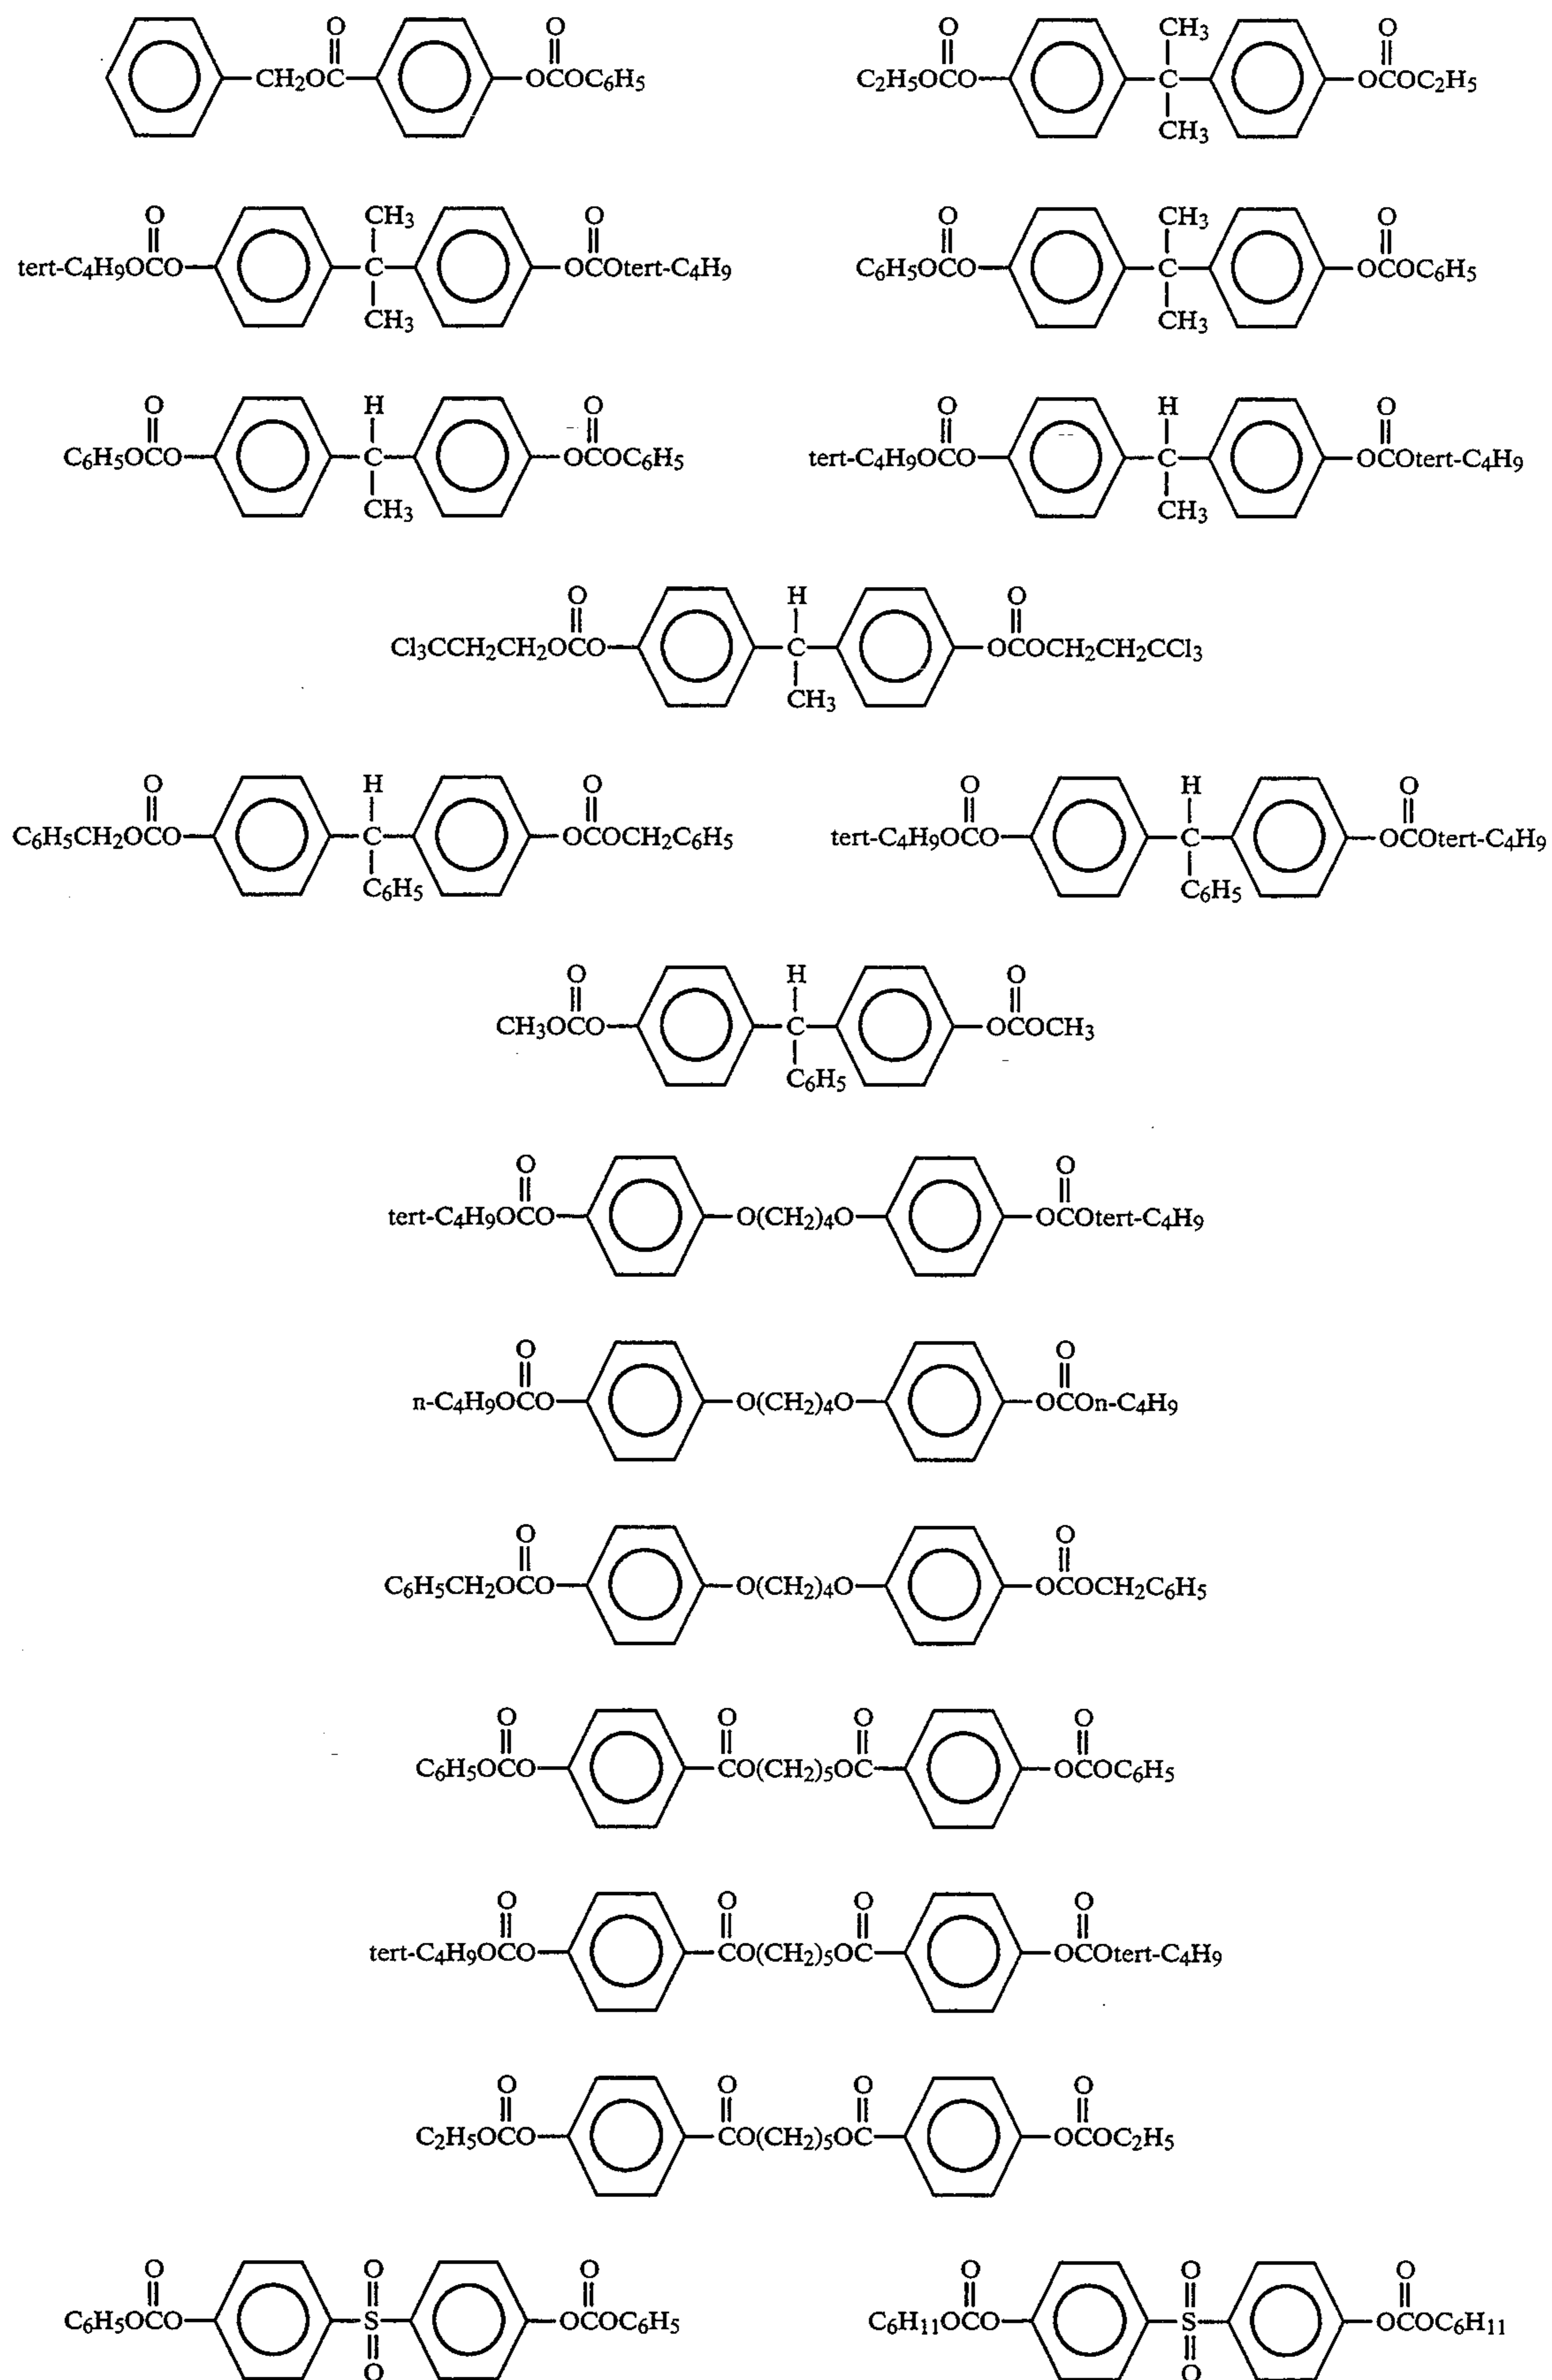 O O
CH2OC OCOC6H5
O CH3 O
C2H5OCO C OCOC2H5
CH3
O CH3 O
tert-C4H9OCO C OCOtert-C4H9
CH3
O CH3 O
C6H5OCO C OCOC6H5
CH3
O H O
C6H5OCO C OCOC6H5
CH3
O H O
tert-C4H9OCO C OCOtert-C4H9
CH3
O H O
Cl3CCH2CH2OCO C OCOCH2CH2CCl3
CH3
O H O
C6H5CH2OCO C OCOCH2C6H5
C6H5
O H O
tert-C4H9OCO C OCOtert-C4H9
C6H5
O H O
CH3OCO C OCOCH3
C6H5
O O
tert-C4H9OCO O(CH2)4O OCOtert-C4H9
O O
n-C4H9OCO O(CH2)4O OCOn-C4H9
O O
C6H5CH2OCO O(CH2)4O OCOCH2C6H5
O O O O
C6H5OCO CO(CH2)5OC OCOC6H5
O O O O
tert-C4H9OCO CO(CH2)5OC OCOtert-C4H9
O O O O
C2H5OCO CO(CH2)5OC OCOC2H5
O O O
C6H5OCO S OCOC6H5
O
O O O
C6H11OCO S OCOC6H11
O